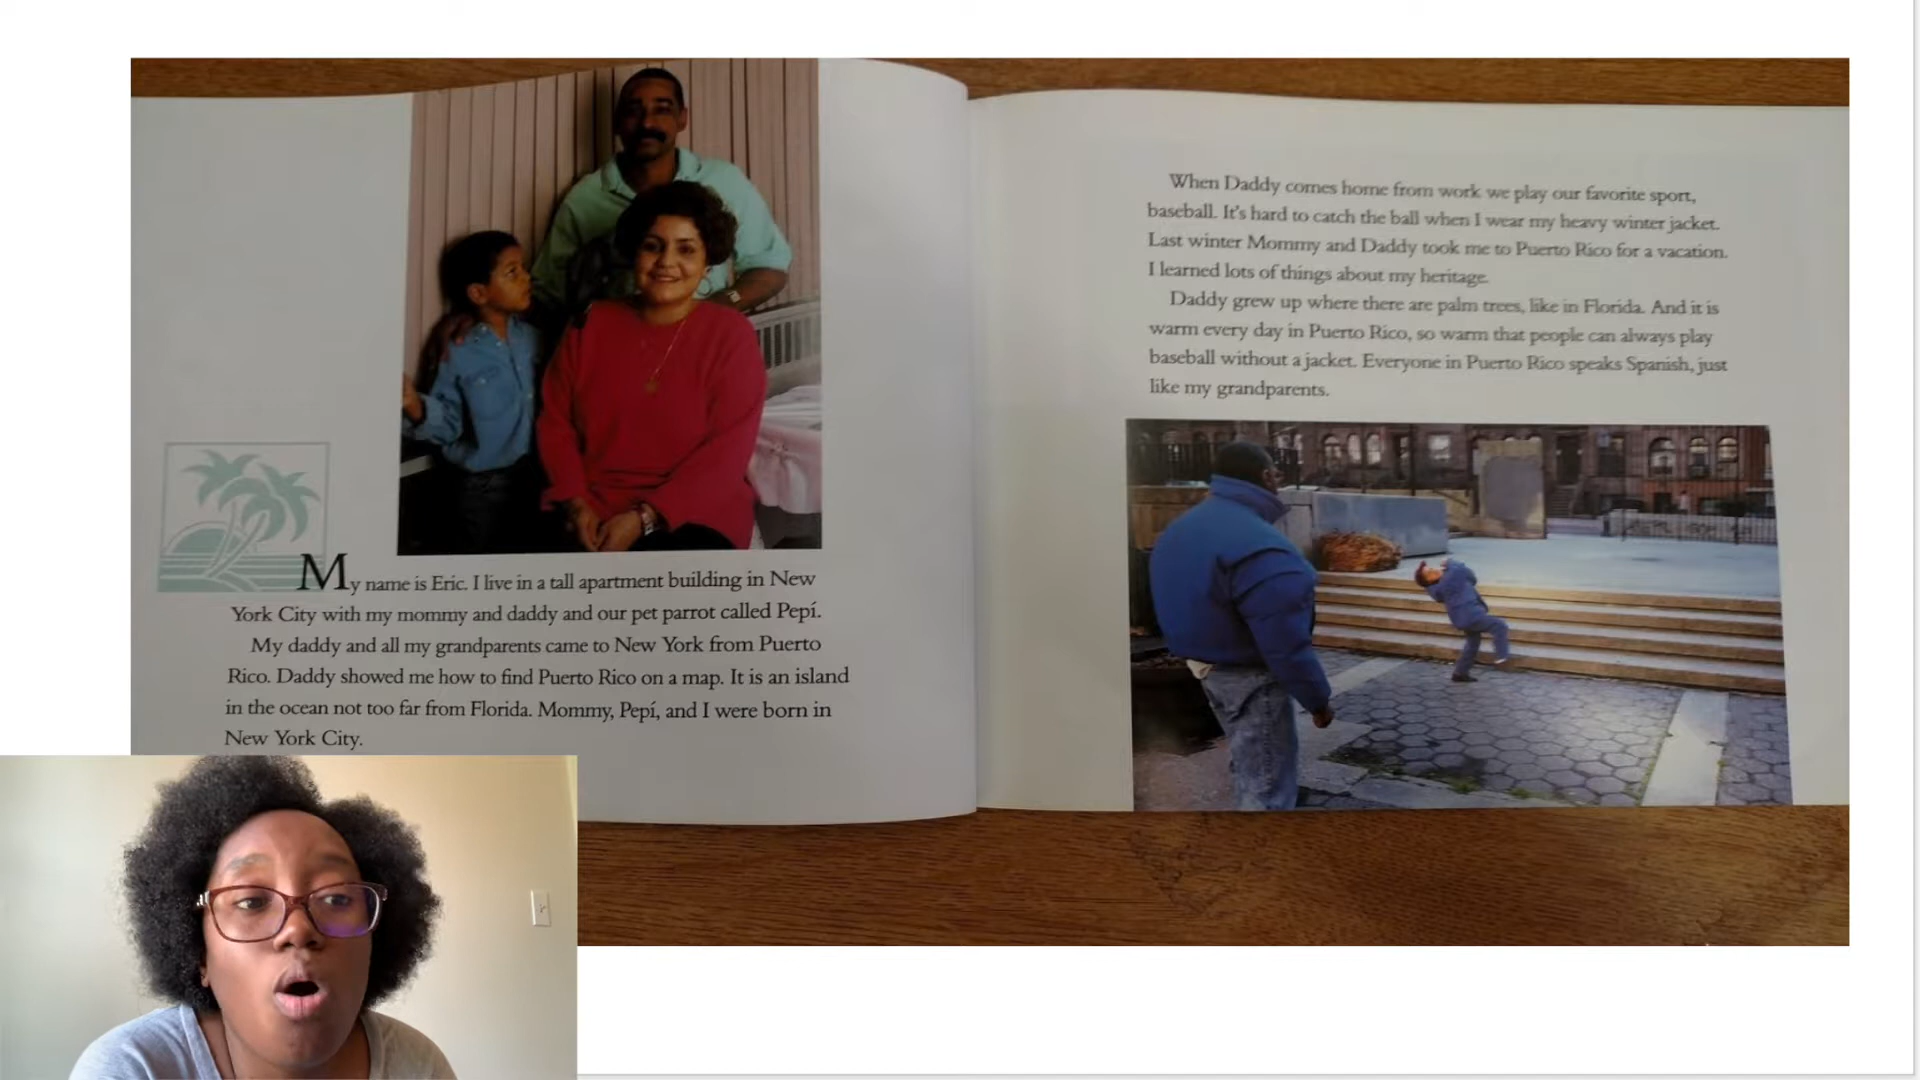 My name is Eric. I live in a tall apartment building in New
York City with my mommy and daddy and our pet parrot called Pepí.
My daddy and all my grandparents came to New York from Puerto
Rico. Daddy showed me how to find Puerto Rico on a map. It is an island
in the ocean not too far from Florida. Mommy, Pepí, and I were born in
New York City.
When Daddy comes home from work we play our favorite sport,
baseball. It's hard to catch the ball when I wear my heavy winter jacket.
Last winter Mommy and Daddy took me to Puerto Rico for a vacation.
I learned lots of things about my heritage.
Daddy grew up where there are palm trees, like in Florida. And it is
warm every day in Puerto Rico, so warm that people can always play
baseball without a jacket. Everyone in Puerto Rico speaks Spanish, just
like my grandparents.